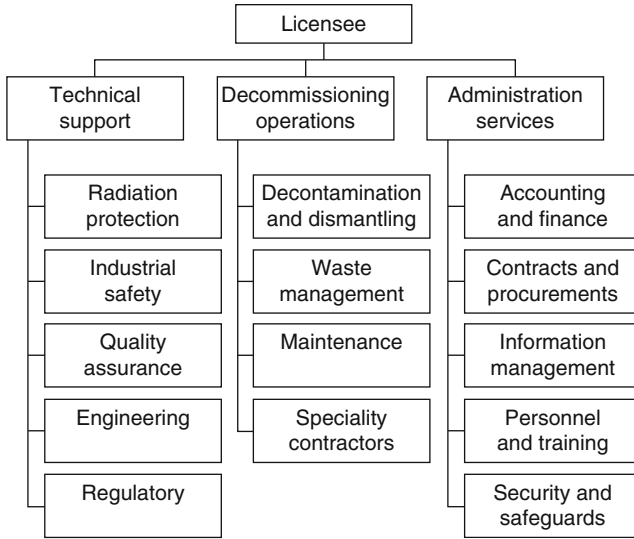 Licensee
Technical
support
Decommissioning
operations
Administration
services
Radiation
protection
Industrial
safety
Quality
assurance
Engineering
Regulatory
Decontamination
and dismantling
Waste
management
Maintenance
Speciality
contractors
Accounting
and finance
Contracts and
procurements
Information
management
Personnel
and training
Security and
safeguards